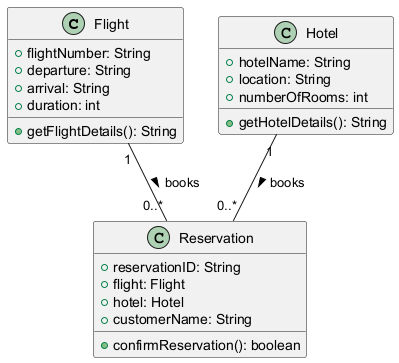 C Flight
flightNumber: String
departure: String
arrival: String
duration: int
getFlightDetails(): String
C Hotel
hotelName: String
location: String
numberOfRooms: int
getHotelDetails(): String
1
books
0..*
1
books
0..*
C Reservation
reservationID: String
flight: Flight
hotel: Hotel
customerName: String
confirmReservation(): boolean